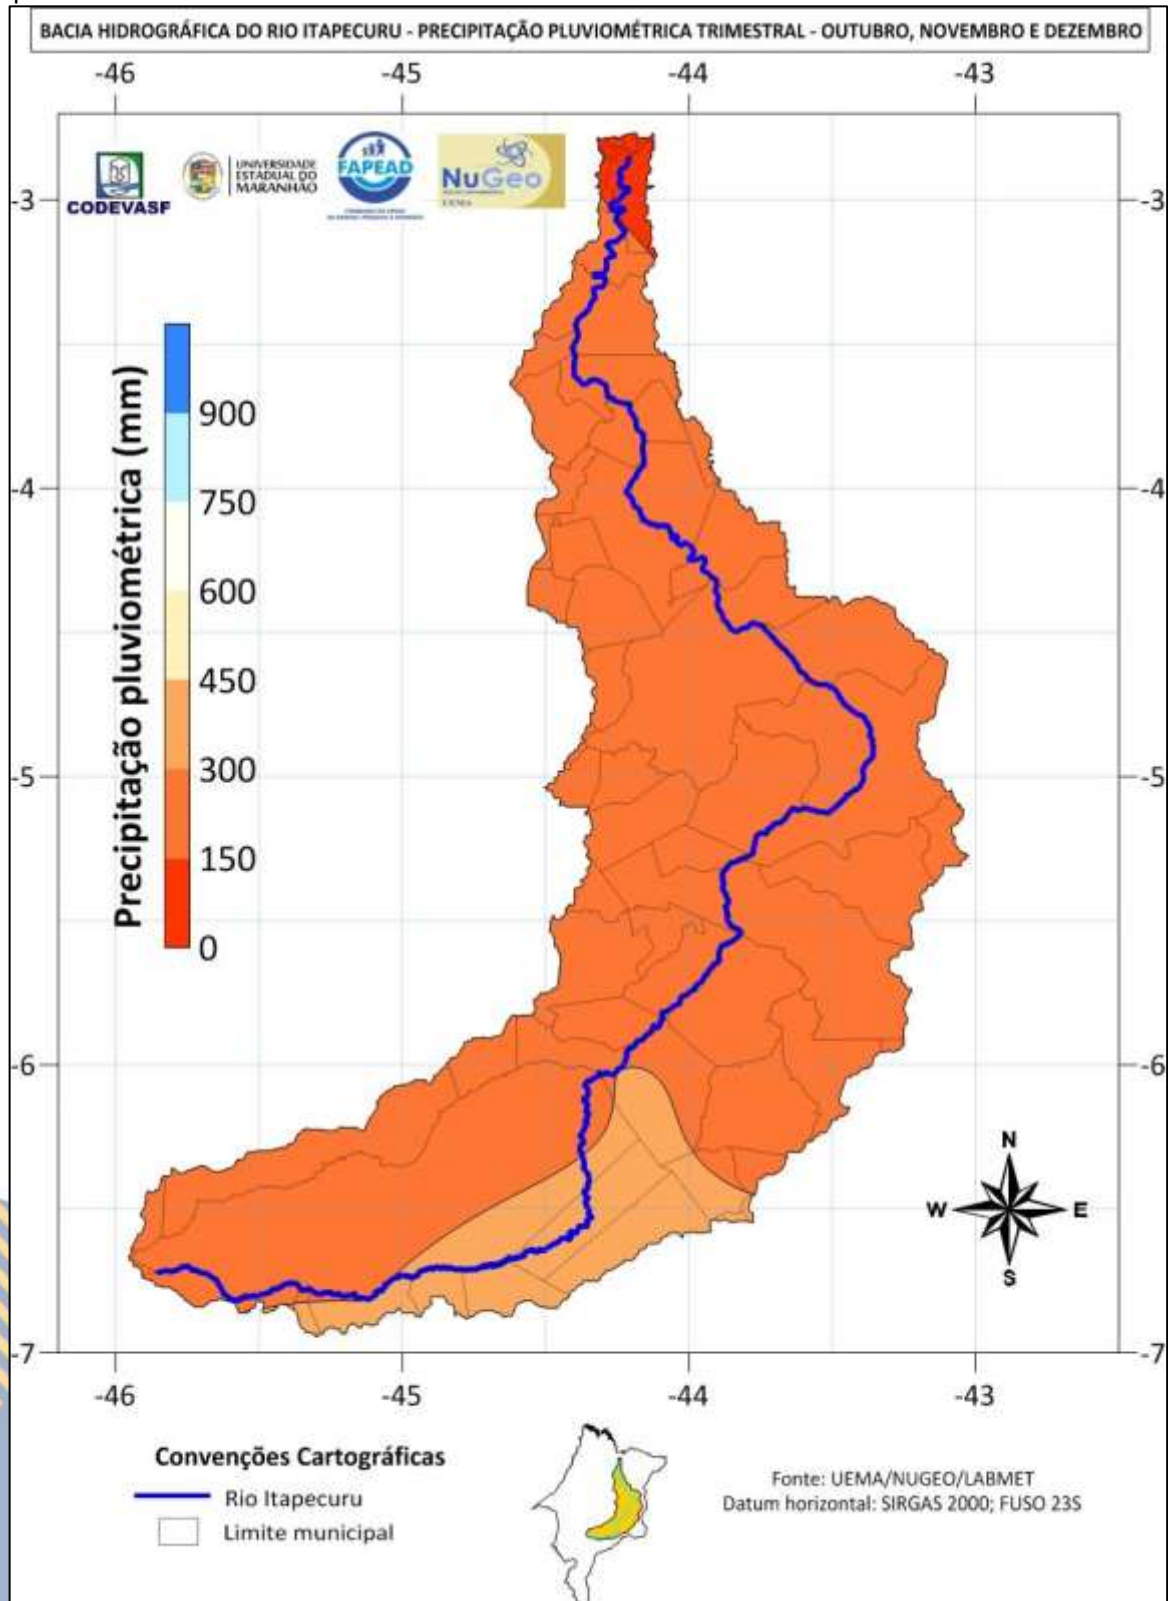 BACIA HIDROGRÁFICA DO RIO ITAPECURU - PRECIPITAÇÃO PLUVIOMÉTRICA TRIMESTRAL - OUTUBRO, NOVEMBRO E DEZEMBRO
-46 -45 -44 -43
CODEVASF
UNIVERSIDADE
ESTADUAL DO
MARANHÃO
FAPEAD
NuGeo
UEMA
-3 -3
-4 -4
-5 -5
-6 -6
-7 -7
Precipitação pluviométrica (mm)
900
750
600
450
300
150
0
N
W E
S
-46 -45 -44 -43
Convenções Cartográficas
Rio Itapecuru
Limite municipal
Fonte: UEMA/NUGEO/LABMET
Datum horizontal: SIRGAS 2000; FUSO 23S